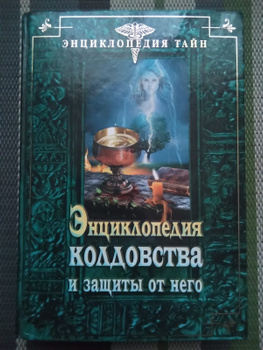 ЭНЦИКЛОПЕДИЯ ТАЙН
Энциклопедия
КОЛДОВСТВА
И ЗАЩИТЫ ОТ НЕГО